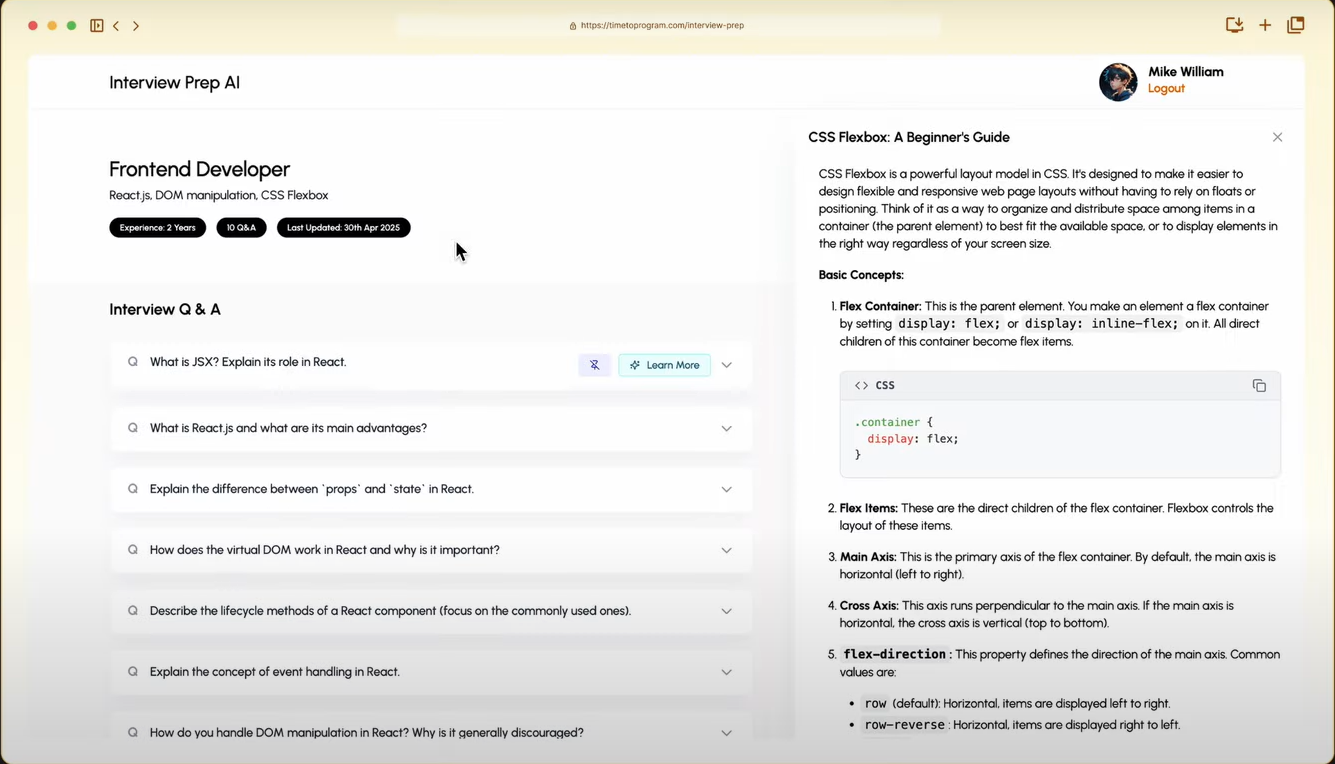 https://timetoprogram.com/interview-prep
Interview Prep AI
Mike William
Logout
Frontend Developer
React.js, DOM manipulation, CSS Flexbox
Experience: 2 Years
10 Q&A
Last Updated: 30th Apr 2025
Interview Q & A
Q What is JSX? Explain its role in React.
Learn More
Q What is React.js and what are its main advantages?
Q Explain the difference between `props` and `state` in React.
Q How does the virtual DOM work in React and why is it important?
Q Describe the lifecycle methods of a React component (focus on the commonly used ones).
Q Explain the concept of event handling in React.
Q How do you handle DOM manipulation in React? Why is it generally discouraged?
CSS Flexbox: A Beginner's Guide
CSS Flexbox is a powerful layout model in CSS. It's designed to make it easier to
design flexible and responsive web page layouts without having to rely on floats or
positioning. Think of it as a way to organize and distribute space among items in a
container (the parent element) to best fit the available space, or to display elements in
the right way regardless of your screen size.
Basic Concepts:
1. Flex Container: This is the parent element. You make an element a flex container
by setting display: flex; or display: inline-flex; on it. All direct
children of this container become flex items.
<> CSS
.container {
display: flex;
}
2. Flex Items: These are the direct children of the flex container. Flexbox controls the
layout of these items.
3. Main Axis: This is the primary axis of the flex container. By default, the main axis is
horizontal (left to right).
4. Cross Axis: This axis runs perpendicular to the main axis. If the main axis is
horizontal, the cross axis is vertical (top to bottom).
5. flex-direction: This property defines the direction of the main axis. Common
values are:
• row (default): Horizontal, items are displayed left to right.
• row-reverse: Horizontal, items are displayed right to left.